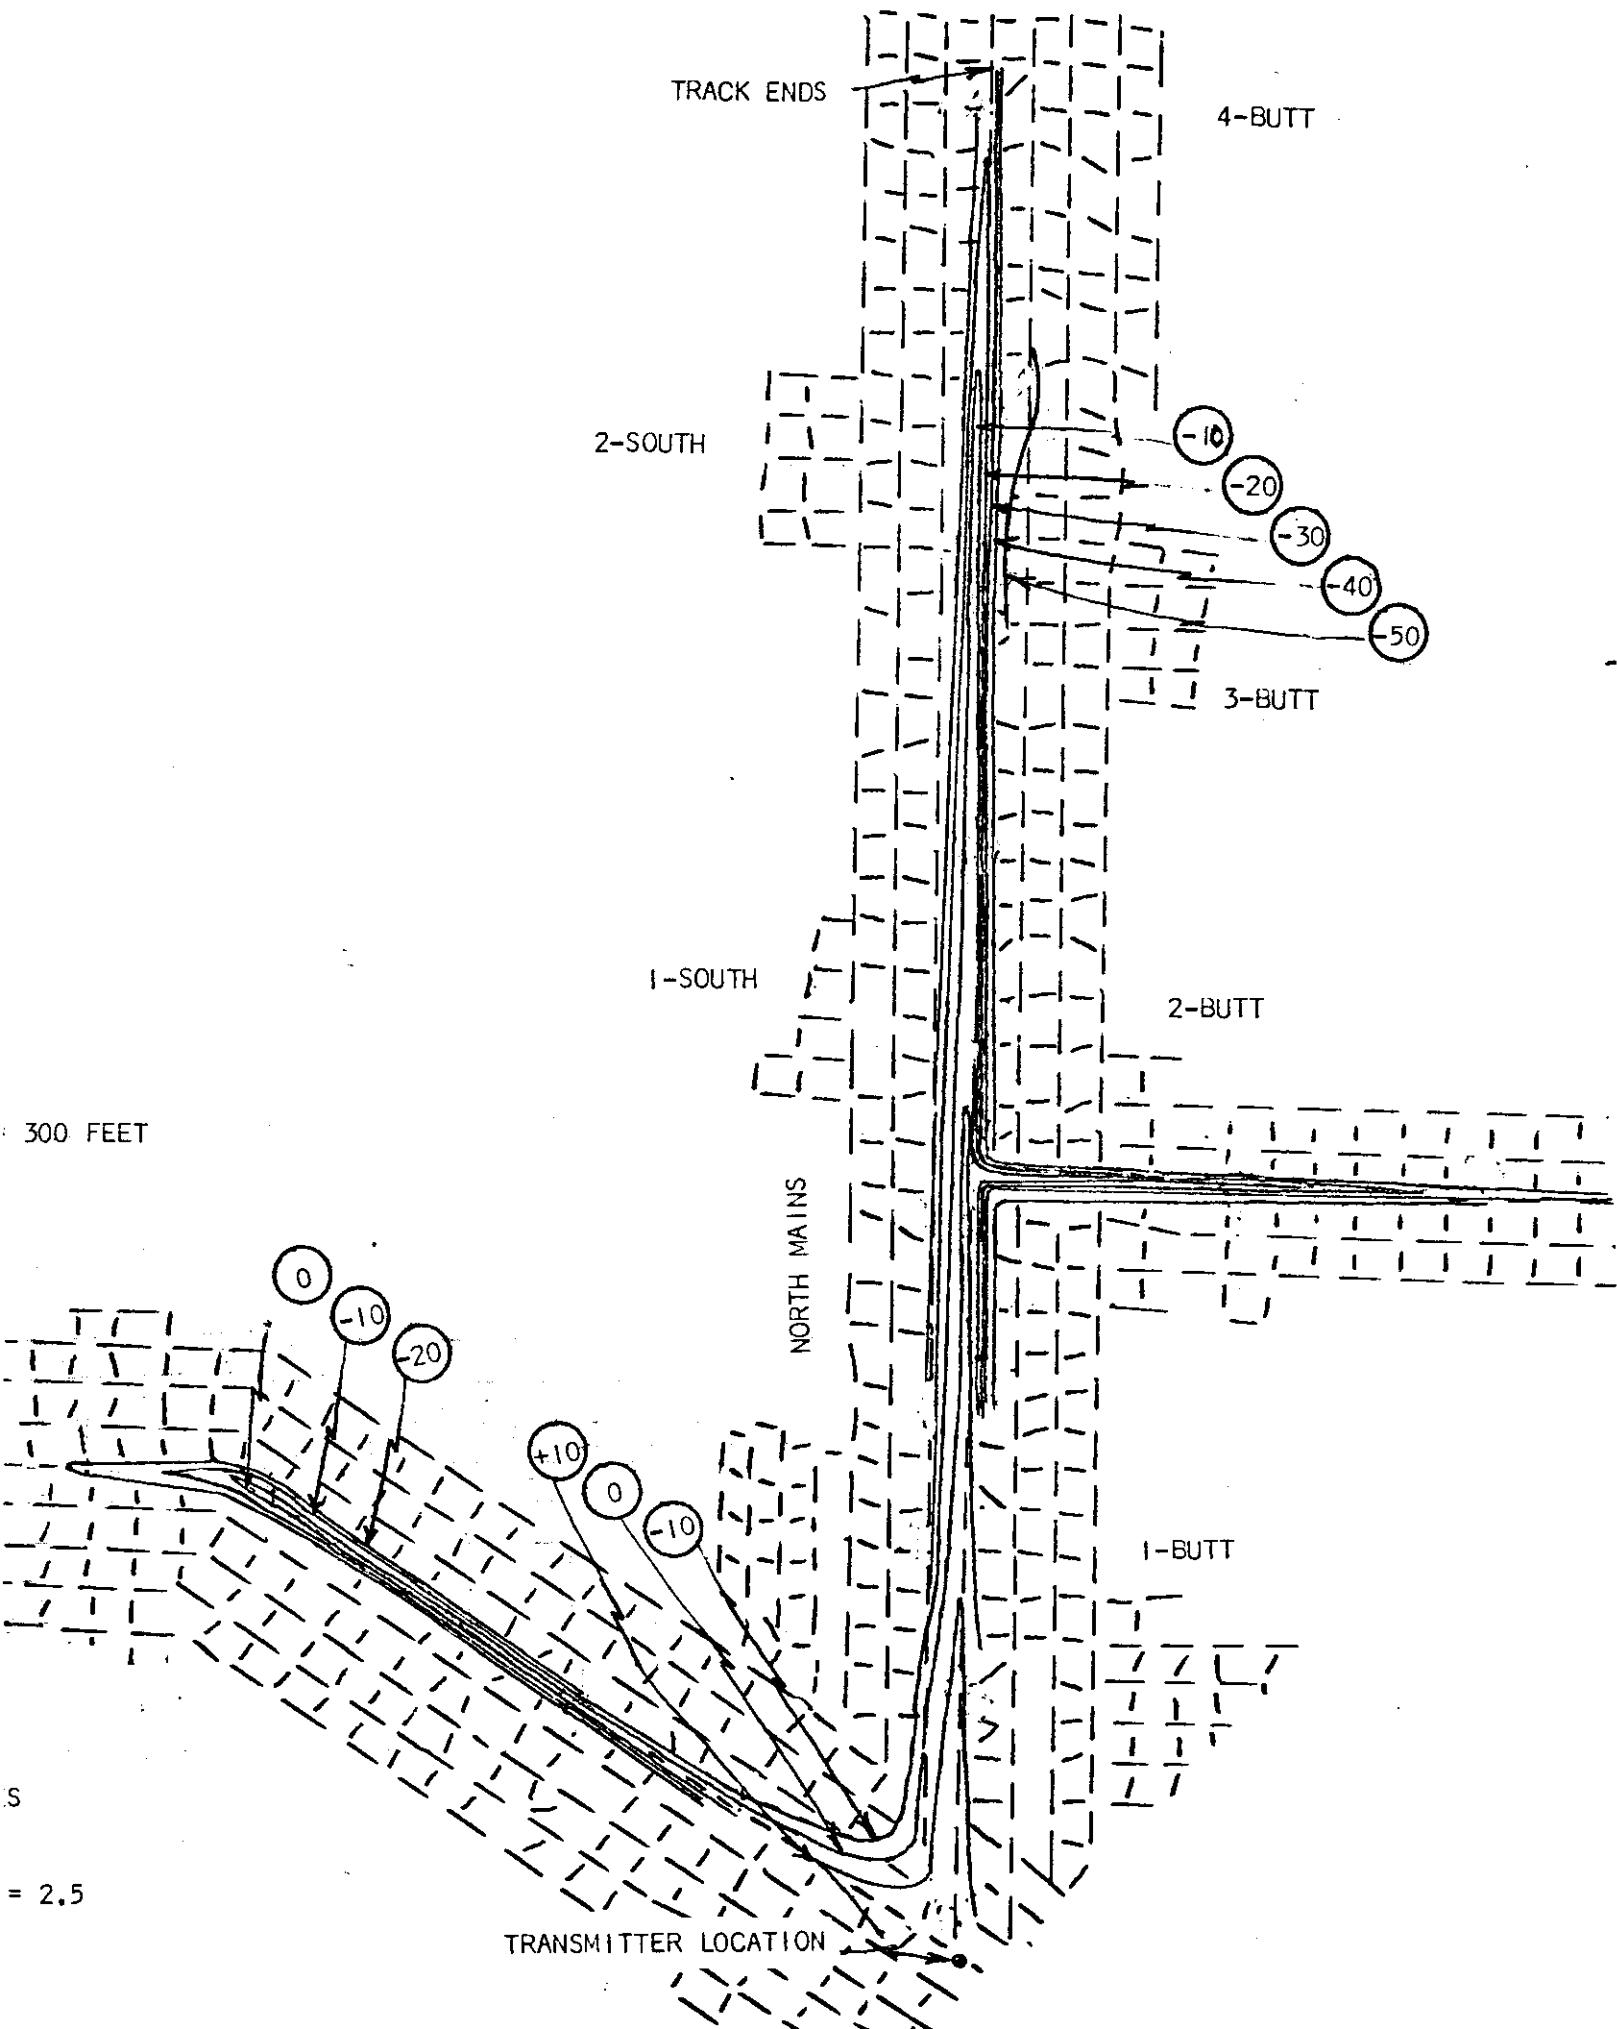 TRACK ENDS
4-BUTT
2-SOUTH
-10
-20
-30
-40
-50
3-BUTT
1-SOUTH
2-BUTT
300 FEET
NORTH MAINS
0
-10
-20
+10
0
-10
1-BUTT
S
= 2.5
TRANSMITTER LOCATION